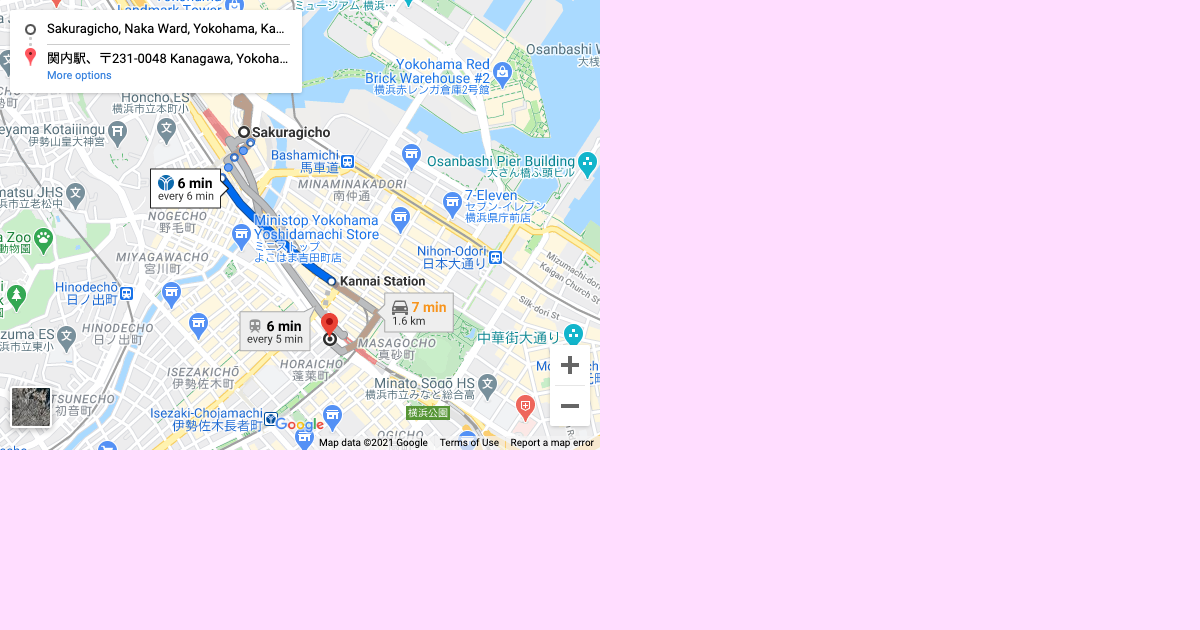 ミュージアム 横浜…
Landmark Tower
Sakuragicho, Naka Ward, Yokohama, Ka...
関内駅、〒231-0048 Kanagawa, Yokoha...
More options
Osanbashi W
大桟
Yokohama Red
Brick Warehouse #2
横浜赤レンガ倉庫2号館
Honcho ES
横浜市立本町小
eyama Kotaijingu
伊勢山皇大神宮
Sakuragicho
Bashamichi
馬車道
Osanbashi Pier Building
大さん橋ふ頭ビル
MINAMINAKADORI
南仲通
6 min
every 6 min
matsu JHS
浜市立老松中
7-Eleven
セブン-イレブン
横浜県庁前店
NOGECHO
野毛町
Ministop Yokohama
Yoshidamachi Store
ミニストップ
よこはま吉田町店
a Zoo
動物園
MIYAGAWACHO
宮川町
Nihon-Odori
日本大通り
Mizumachi-dori
Kaigan Church St
Kannai Station
Hinodechō
日ノ出町
Silk-dori St
7 min
1.6 km
6 min
every 5 min
HINODECHO
日ノ出町
zuma ES
浜市立東小
MASAGOCHO
真砂町
中華街大通り
HORAICHO
蓬莱町
ISEZAKICHO
伊勢佐木町
Minato Sōgō HS
横浜市立みなと総合高
TSUNECHO
初音町
Isezaki-Chojamachi
伊勢佐木長者町
横浜公園
Google
OGICHO
Map data ©2021 Google
Terms of Use
Report a map error